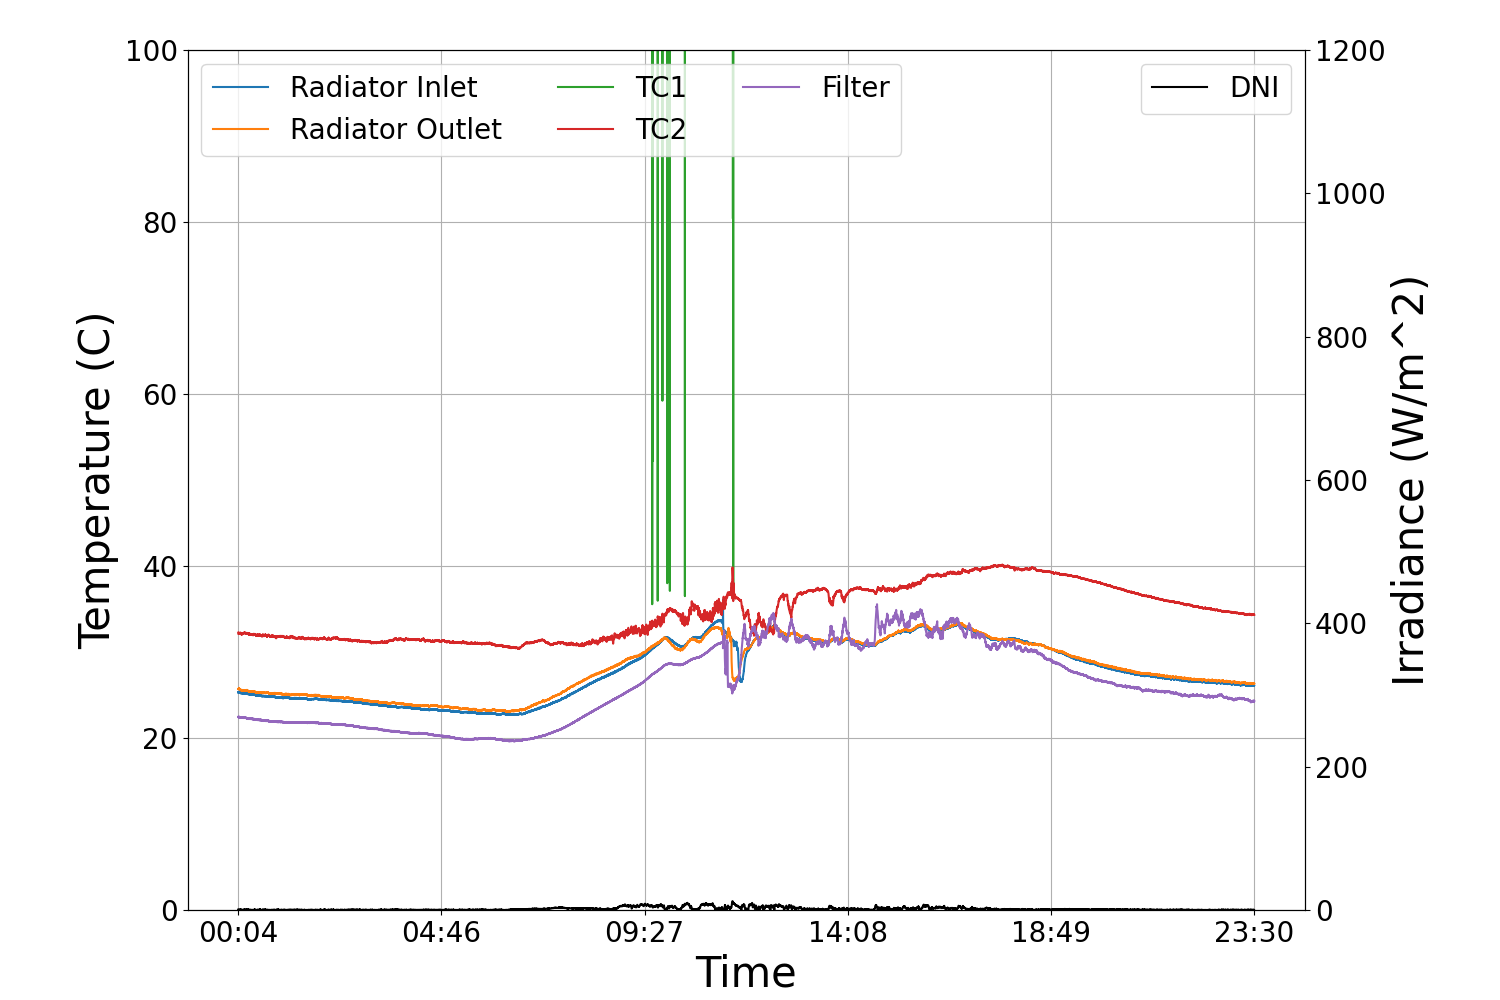 100
80
60
40
20
0
Temperature (C)
Radiator Inlet
Radiator Outlet
TC1
TC2
Filter
DNI
1200
1000
800
600
400
200
0
Irradiance (W/m^2)
00:04 04:46 09:27 14:08 18:49 23:30
Time